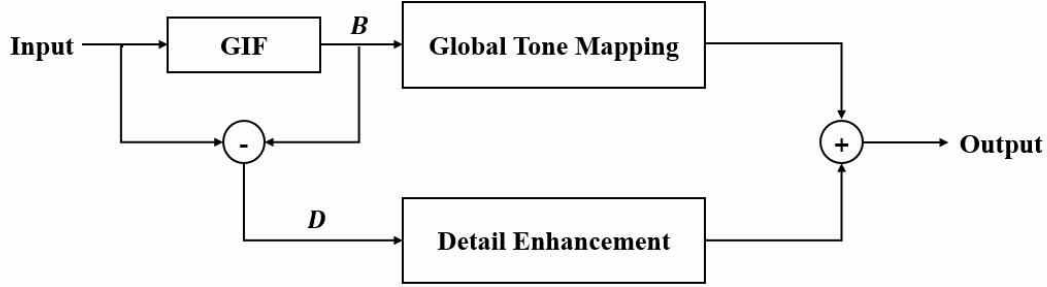 Input
GIF
B
Global Tone Mapping
-
+
Output
D
Detail Enhancement